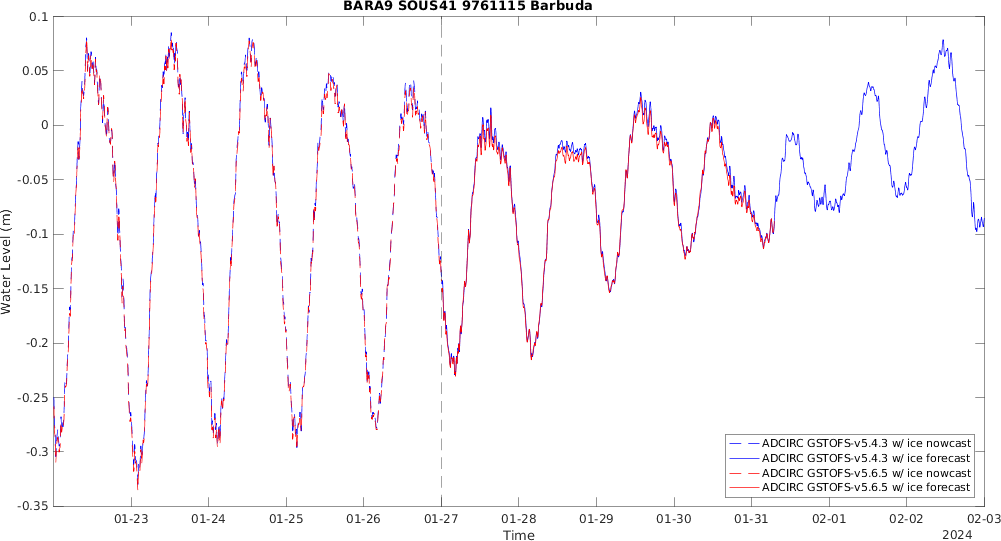 BARA9 SOUS41 9761115 Barbuda
0.1
0.05
0
-0.05
-0.1
-0.15
-0.2
-0.25
-0.3
-0.35
Water Level (m)
01-23 01-24 01-25 01-26 01-27 01-28 01-29 01-30 01-31 02-01 02-02 02-03
Time
2024
ADCIRC GSTOFS-v5.4.3 w/ ice nowcast
ADCIRC GSTOFS-v5.4.3 w/ ice forecast
ADCIRC GSTOFS-v5.6.5 w/ ice nowcast
ADCIRC GSTOFS-v5.6.5 w/ ice forecast